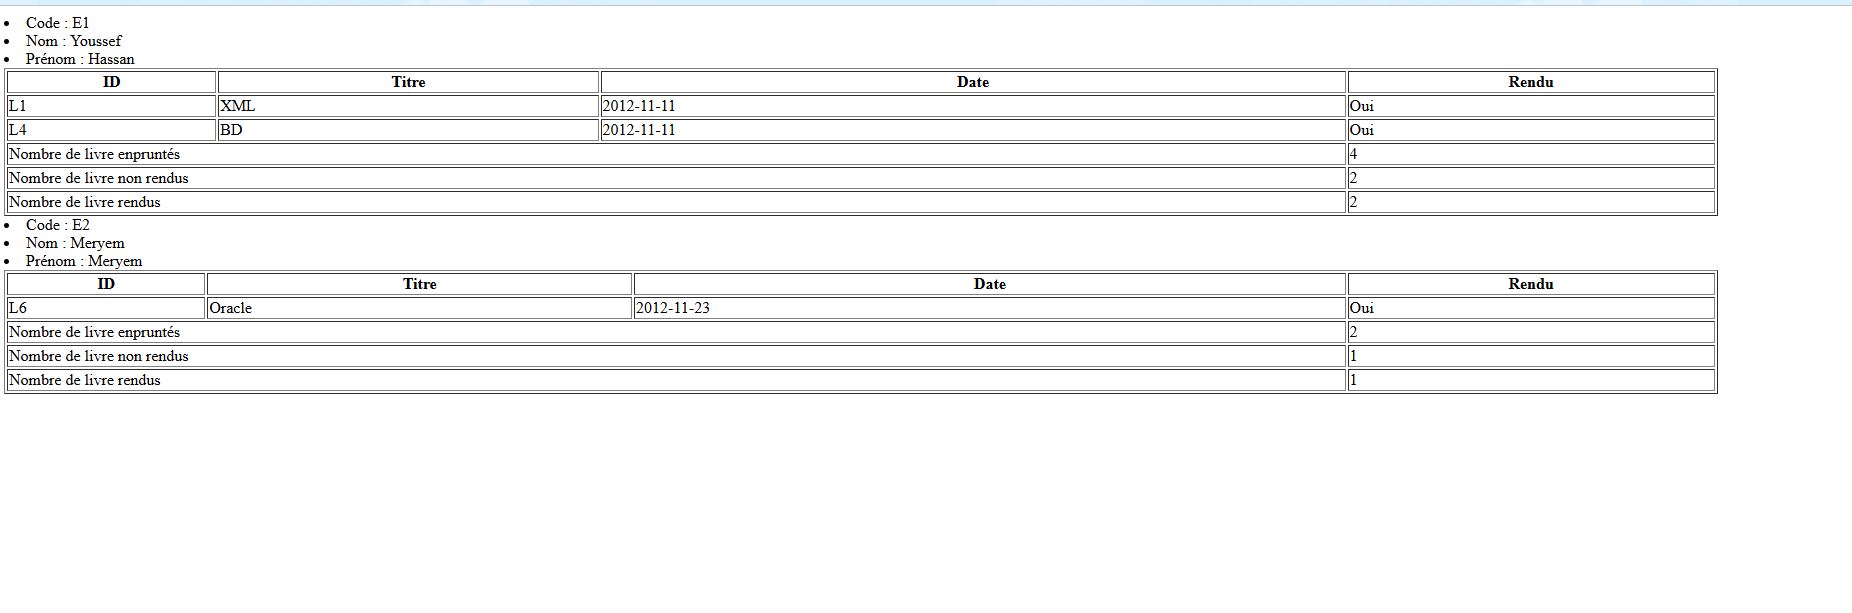 Code : E1
Nom : Youssef
Prénom : Hassan
ID Titre Date Rendu
L1 XML 2012-11-11 Oui
L4 BD 2012-11-11 Oui
Nombre de livre enpruntés 4
Nombre de livre non rendus 2
Nombre de livre rendus 2
Code : E2
Nom : Meryem
Prénom : Meryem
ID Titre Date Rendu
L6 Oracle 2012-11-23 Oui
Nombre de livre enpruntés 2
Nombre de livre non rendus 1
Nombre de livre rendus 1